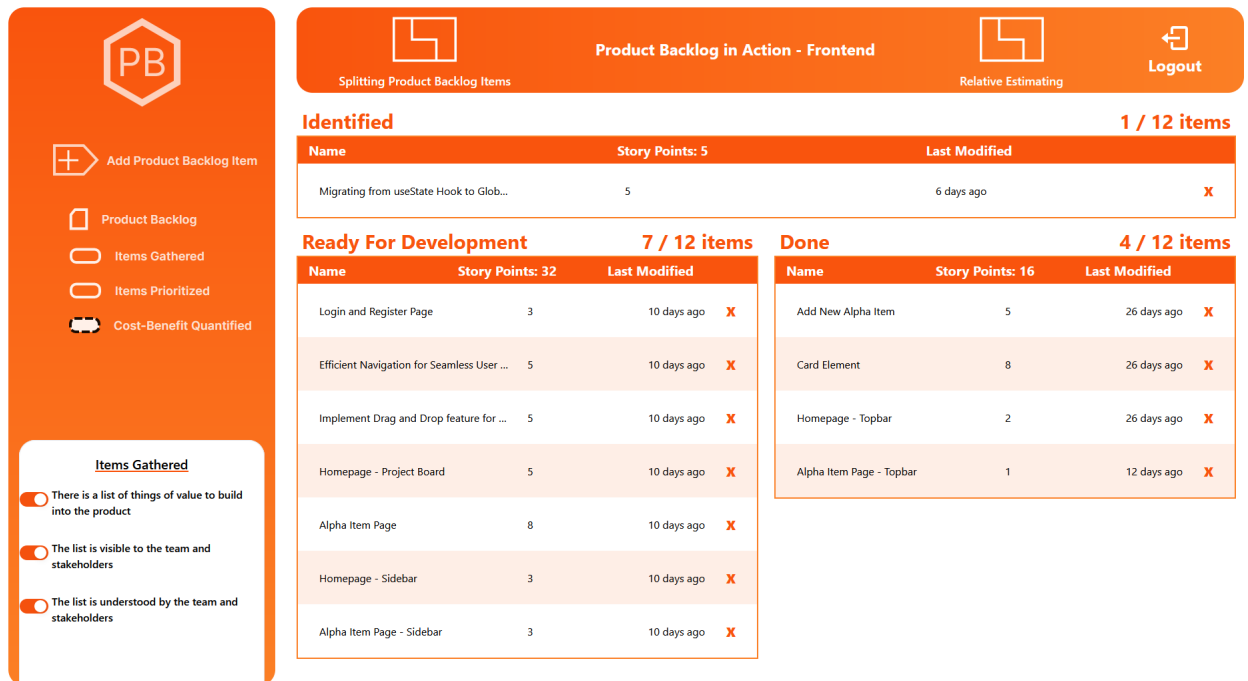 PB
Add Product Backlog Item
Product Backlog
Items Gathered
Items Prioritized
Cost-Benefit Quantified
Items Gathered
There is a list of things of value to build
into the product
The list is visible to the team and
stakeholders
The list is understood by the team and
stakeholders
Splitting Product Backlog Items
Product Backlog in Action - Frontend
Relative Estimating
Logout
Identified 1 / 12 items
Name Story Points: 5 Last Modified
Migrating from useState Hook to Glob... 5 6 days ago X
Ready For Development 7 / 12 items
Name Story Points: 32 Last Modified
Login and Register Page 3 10 days ago X
Efficient Navigation for Seamless User ... 5 10 days ago X
Implement Drag and Drop feature for ... 5 10 days ago X
Homepage - Project Board 5 10 days ago X
Alpha Item Page 8 10 days ago X
Homepage - Sidebar 3 10 days ago X
Alpha Item Page - Sidebar 3 10 days ago X
Done 4 / 12 items
Name Story Points: 16 Last Modified
Add New Alpha Item 5 26 days ago X
Card Element 8 26 days ago X
Homepage - Topbar 2 26 days ago X
Alpha Item Page - Topbar 1 12 days ago X